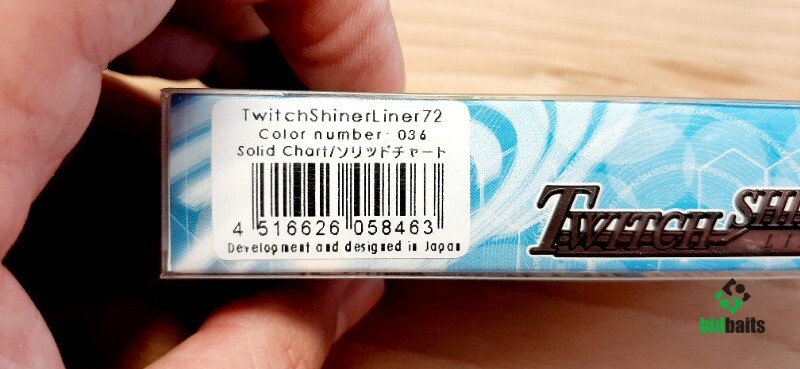 TwitchShinerLiner72
Color number: 036
Solid Chart/ソリッドチャート
4 516626 058463
Development and designed in Japan
TWITCH
bidbaits